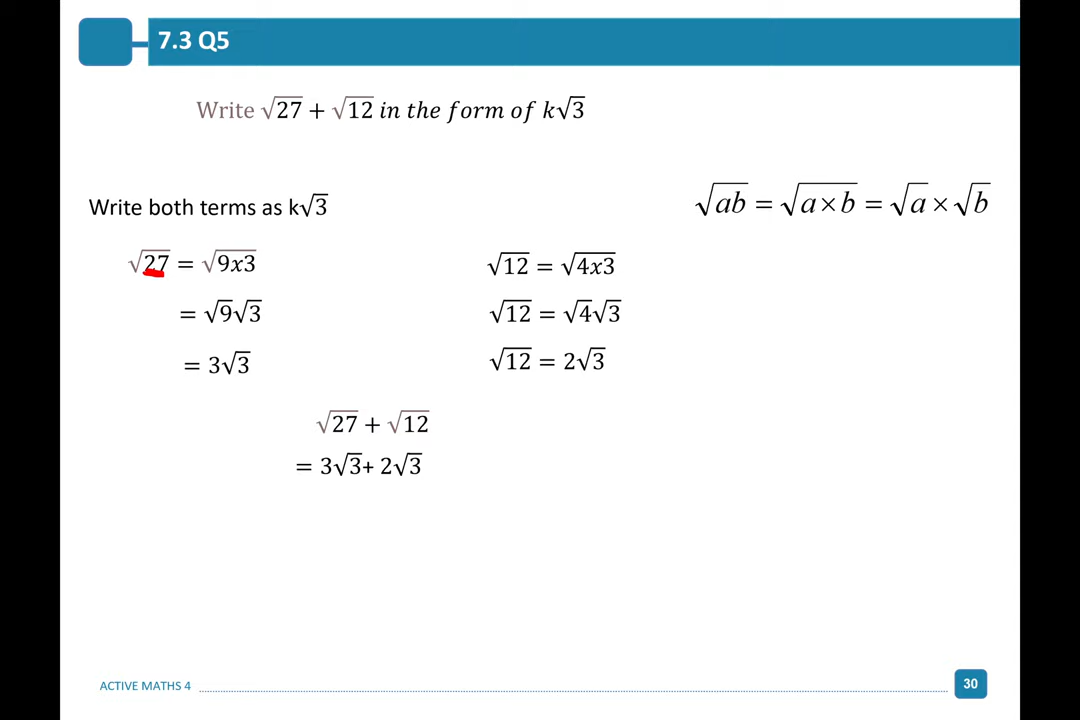 7.3 Q5
Write √27 + √12 in the form of k√3
Write both terms as k√3
√ab = √a × b = √a × √b
√27 = √9x3
= √9√3
= 3√3
√12 = √4x3
√12 = √4√3
√12 = 2√3
√27 + √12
= 3√3+ 2√3
ACTIVE MATHS 4
30